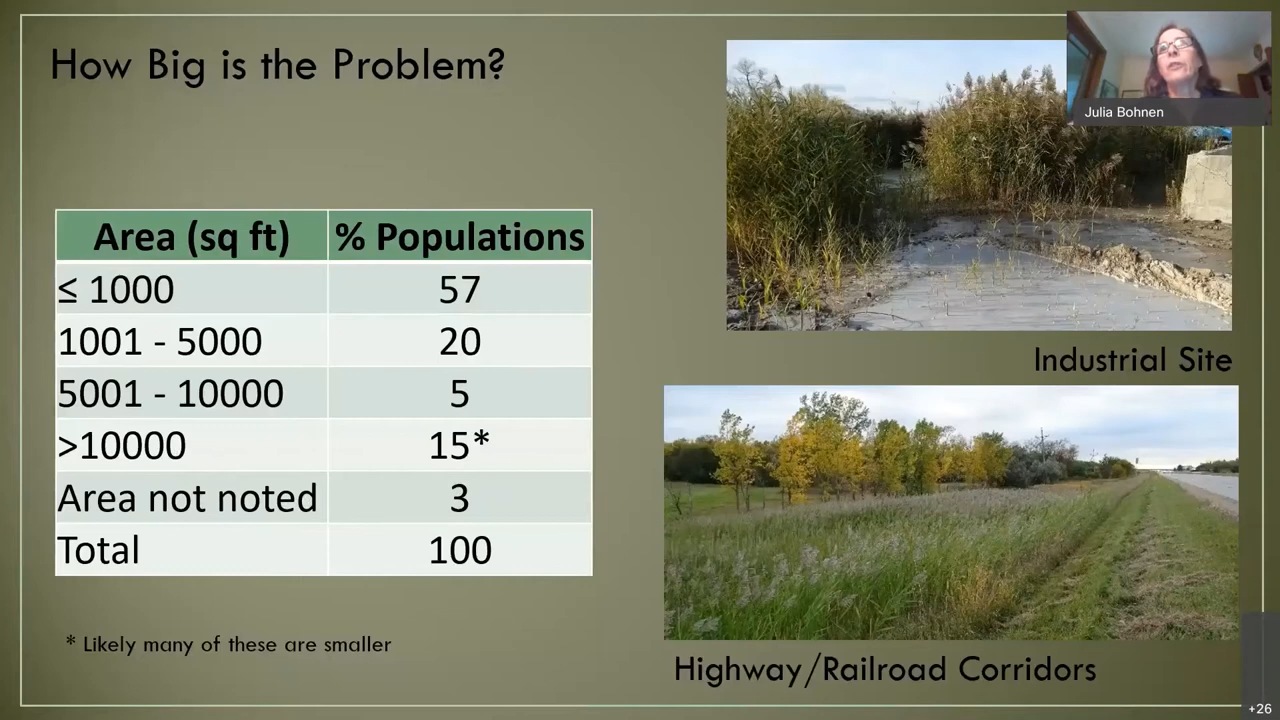 How Big is the Problem?
Julia Bohnen
Area (sq ft) % Populations
≤ 1000 57
1001 - 5000 20
5001 - 10000 5
>10000 15*
Area not noted 3
Total 100
* Likely many of these are smaller
Industrial Site
Highway/Railroad Corridors
+26